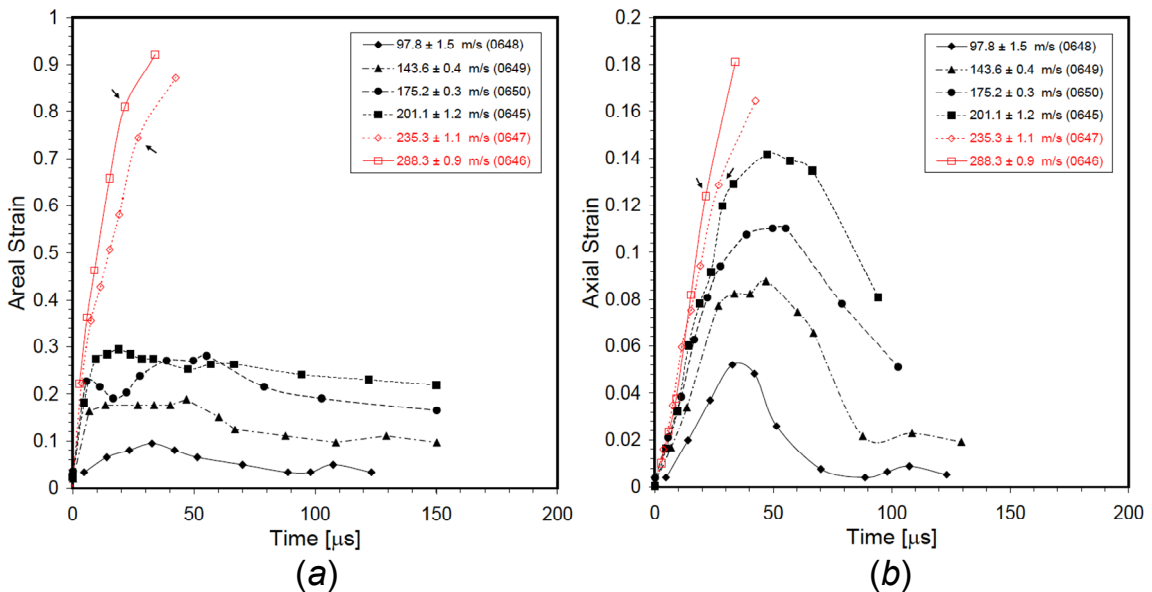 1
0.9
0.8
0.7
0.6
0.5
0.4
0.3
0.2
0.1
0
Areal Strain
97.8 ± 1.5 m/s (0648)
143.6 ± 0.4 m/s (0649)
175.2 ± 0.3 m/s (0650)
201.1 ± 1.2 m/s (0645)
235.3 ± 1.1 m/s (0647)
288.3 ± 0.9 m/s (0646)
0 50 100 150 200
Time [μs]
(a)
0.2
0.18
0.16
0.14
0.12
0.1
0.08
0.06
0.04
0.02
0
Axial Strain
97.8 ± 1.5 m/s (0648)
143.6 ± 0.4 m/s (0649)
175.2 ± 0.3 m/s (0650)
201.1 ± 1.2 m/s (0645)
235.3 ± 1.1 m/s (0647)
288.3 ± 0.9 m/s (0646)
0 50 100 150 200
Time [μs]
(b)